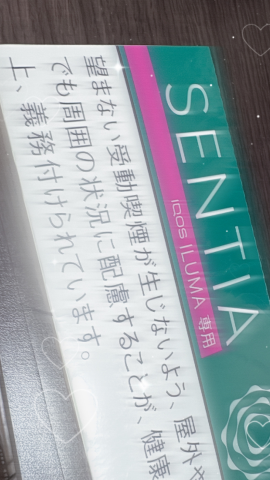 SENTIA
IQOS ILUMA 専用
望まない受動喫煙が生じないよう、屋外や
でも周囲の状況に配慮することが、健康
上、義務付けられています。